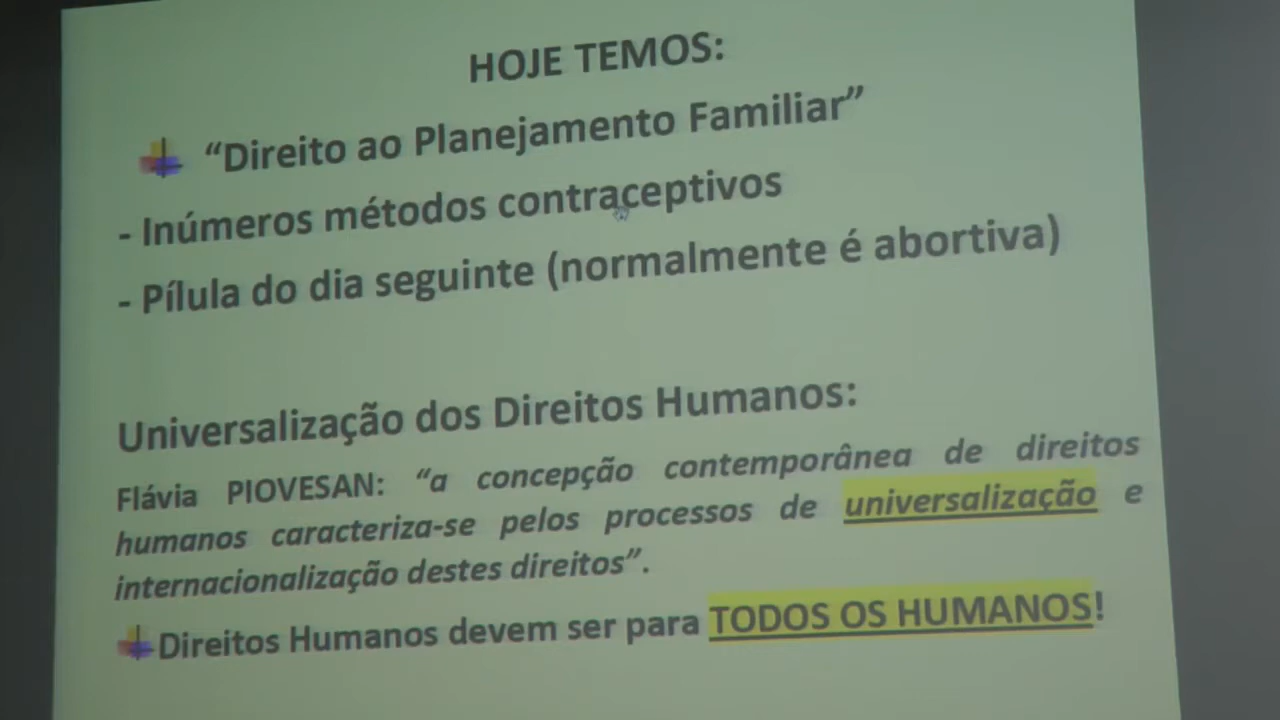 HOJE TEMOS:
“Direito ao Planejamento Familiar”
- Inúmeros métodos contraceptivos
- Pílula do dia seguinte (normalmente é abortiva)
Universalização dos Direitos Humanos:
Flávia PIOVESAN: “a concepção contemporânea de direitos
humanos caracteriza-se pelos processos de universalização e
internacionalização destes direitos”.
Direitos Humanos devem ser para TODOS OS HUMANOS!